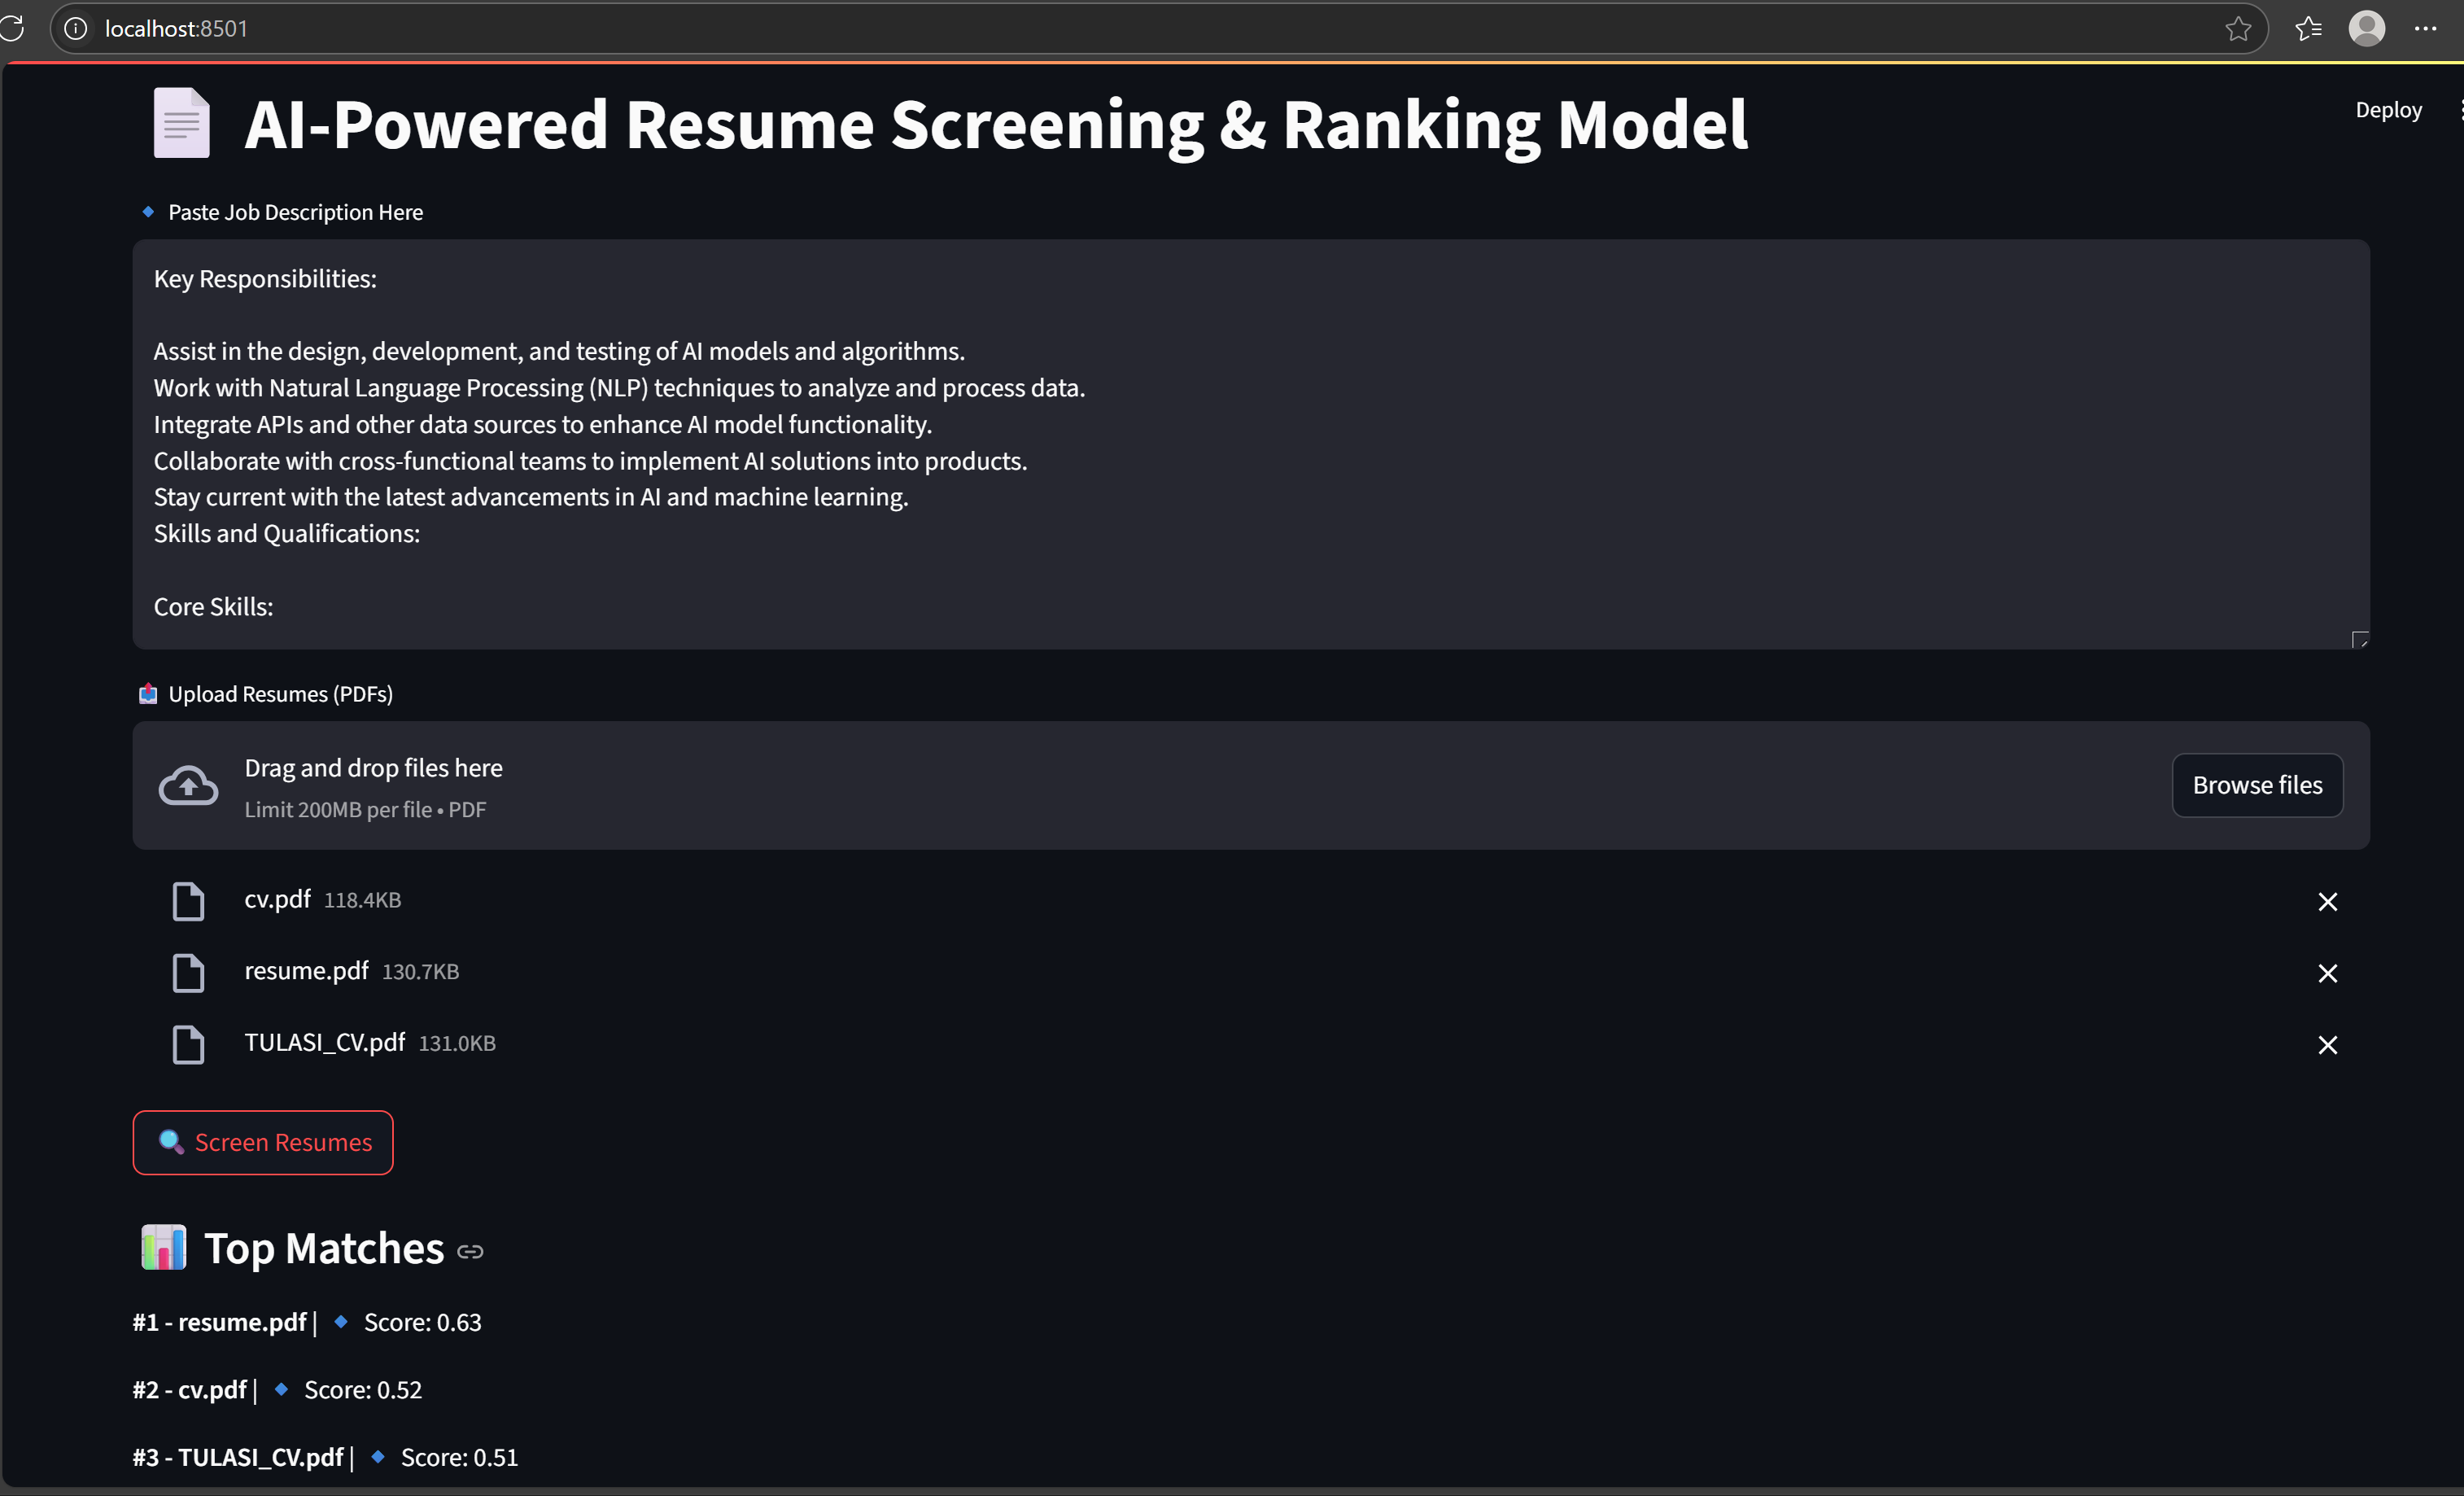 localhost:8501
Deploy
AI-Powered Resume Screening & Ranking Model
Paste Job Description Here
Key Responsibilities:
Assist in the design, development, and testing of AI models and algorithms.
Work with Natural Language Processing (NLP) techniques to analyze and process data.
Integrate APIs and other data sources to enhance AI model functionality.
Collaborate with cross-functional teams to implement AI solutions into products.
Stay current with the latest advancements in AI and machine learning.
Skills and Qualifications:
Core Skills:
Upload Resumes (PDFs)
Drag and drop files here
Limit 200MB per file • PDF
Browse files
cv.pdf 118.4KB
resume.pdf 130.7KB
TULASI_CV.pdf 131.0KB
Screen Resumes
Top Matches
#1 - resume.pdf | Score: 0.63
#2 - cv.pdf | Score: 0.52
#3 - TULASI_CV.pdf | Score: 0.51